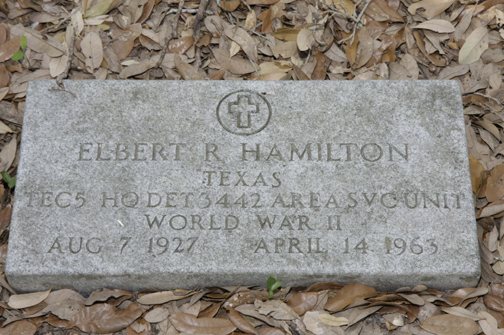 ELBERT R HAMILTON
TEXAS
TEC5 HQ DET 3442 AREA SVC UNIT
WORLD WAR II
AUG 7 1927 APRIL 14 1963